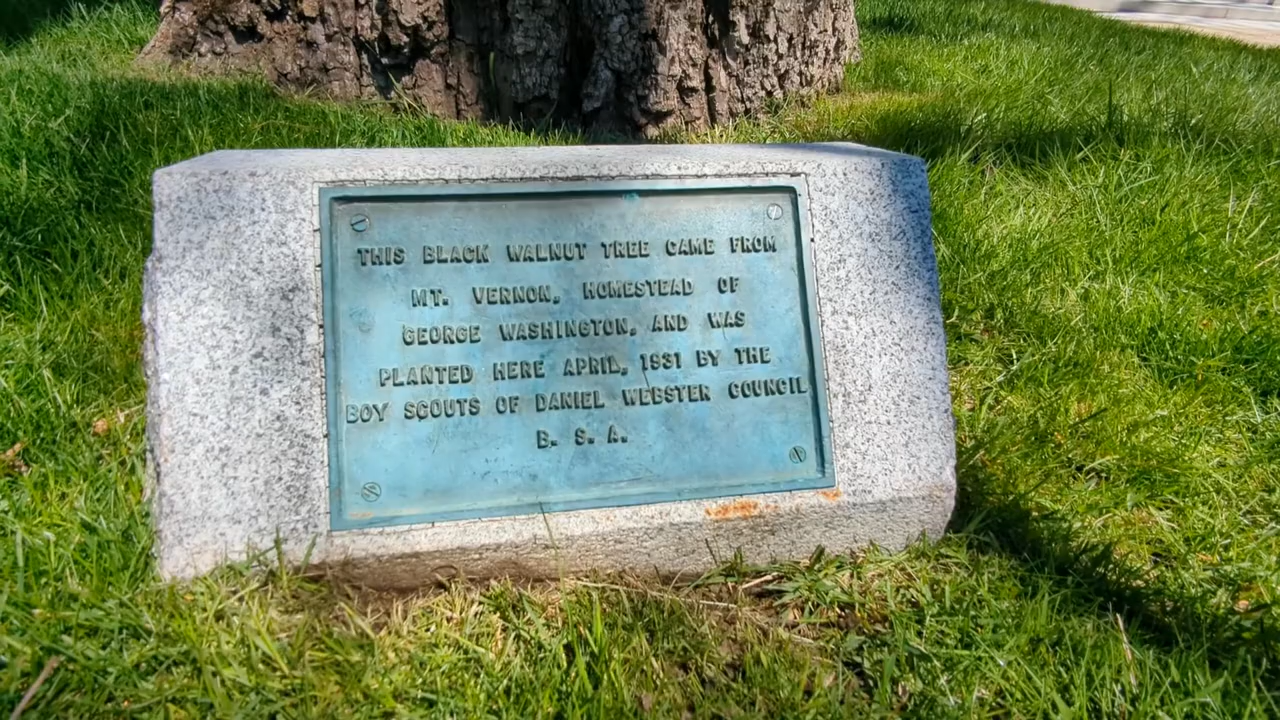 THIS BLACK WALNUT TREE CAME FROM
MT. VERNON, HOMESTEAD OF
GEORGE WASHINGTON, AND WAS
PLANTED HERE APRIL, 1931 BY THE
BOY SCOUTS OF DANIEL WEBSTER COUNCIL
B. S. A.